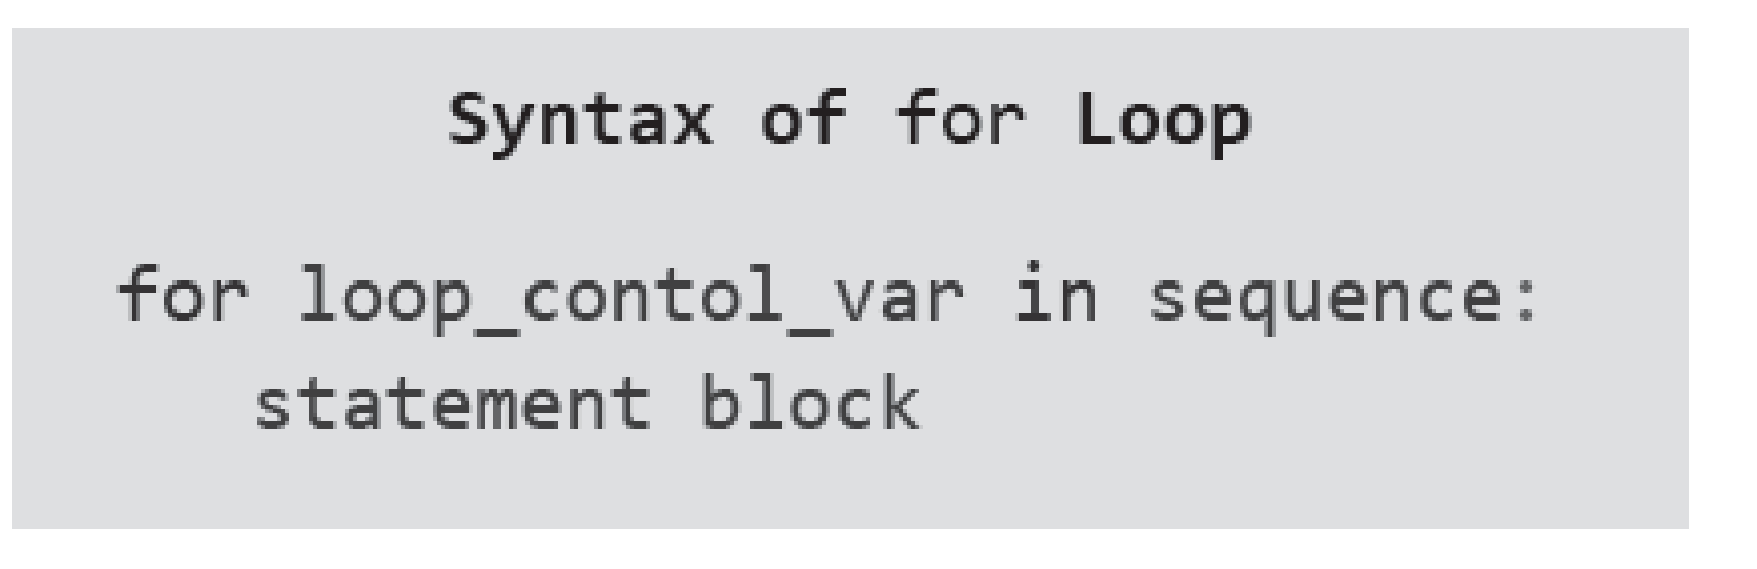 Syntax of for Loop
for loop_contol_var in sequence:
statement block